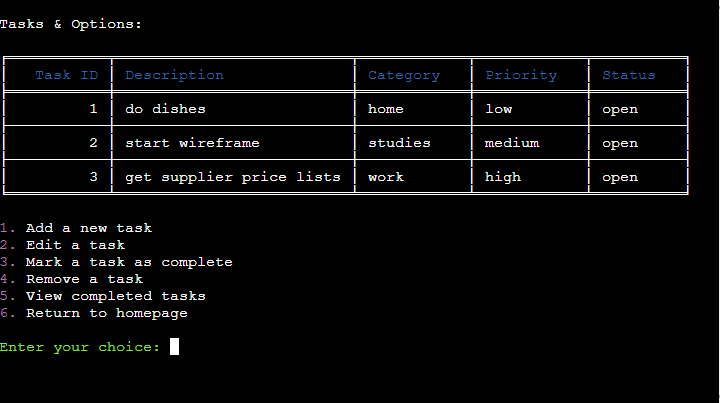 Tasks & Options:
Task ID Description Category Priority Status
1 do dishes home low open
2 start wireframe studies medium open
3 get supplier price lists work high open
1. Add a new task
2. Edit a task
3. Mark a task as complete
4. Remove a task
5. View completed tasks
6. Return to homepage
Enter your choice: